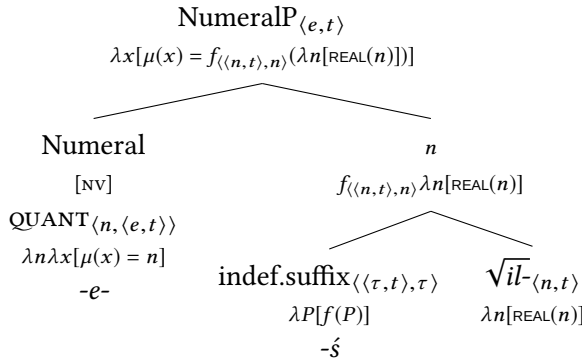 NumeralP⟨e,t⟩
λx[μ(x) = f⟨⟨n,t⟩,n⟩(λn[REAL(n)])]
Numeral
n
[NV]
f⟨⟨n,t⟩,n⟩λn[REAL(n)]
QUANT⟨n,⟨e,t⟩⟩
λnλx[μ(x) = n]
-e-
indef.suffix⟨⟨τ,t⟩,τ⟩
√il-⟨n,t⟩
λP[f(P)]
λn[REAL(n)]
-ś